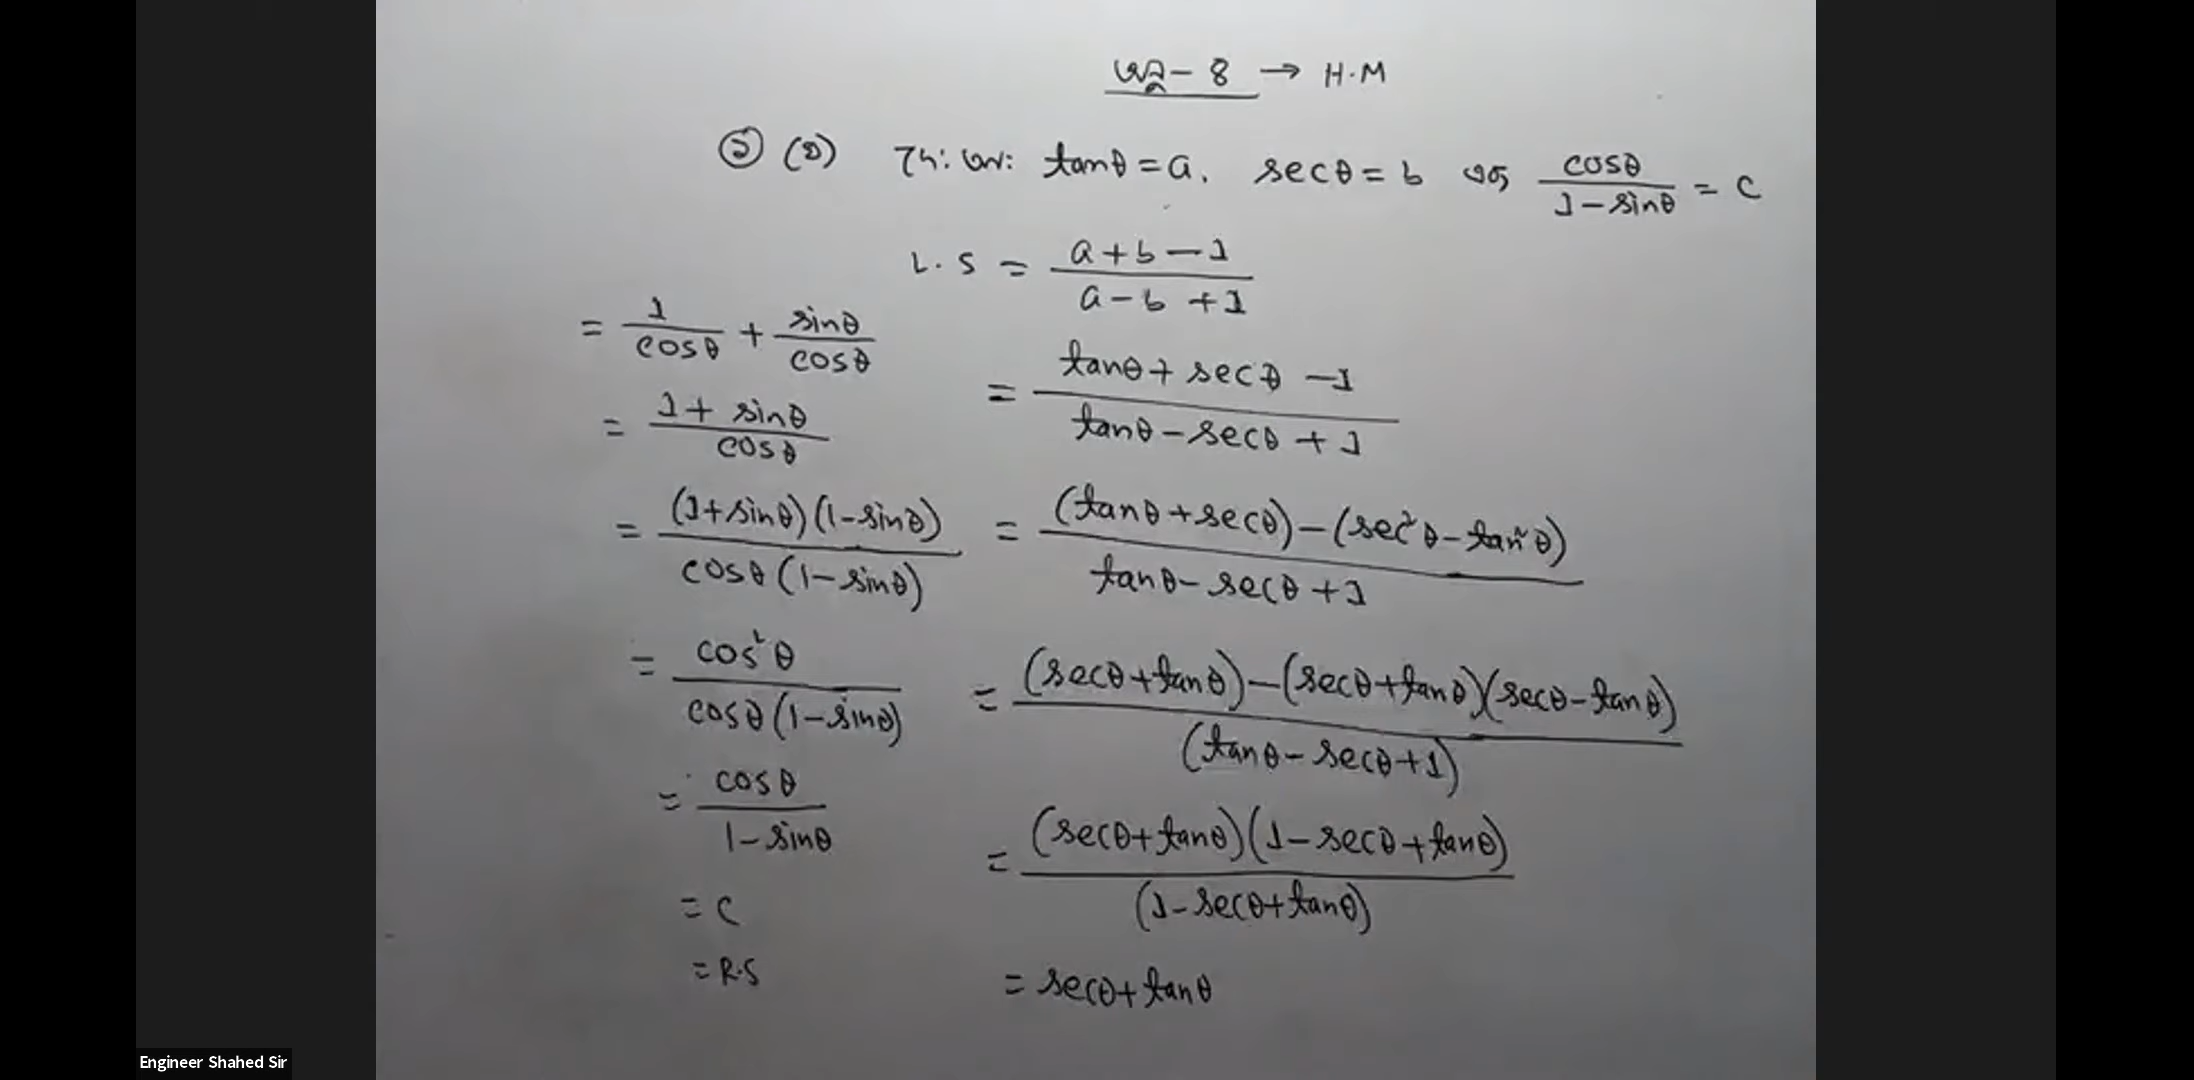 সৃজনশীল - 8 → H.M
② (গ) দে: আ: tanθ = a, secθ = b এবং cosθ/(1 - sinθ) = c
L.S = (a + b - 1)/(a - b + 1)
= (tanθ + secθ - 1)/(tanθ - secθ + 1)
= ((tanθ + secθ) - (sec²θ - tan²θ))/(tanθ - secθ + 1)
= ((secθ + tanθ) - (secθ + tanθ)(secθ - tanθ))/(tanθ - secθ + 1)
= ((secθ + tanθ)(1 - secθ + tanθ))/(1 - secθ + tanθ)
= secθ + tanθ
= 1/cosθ + sinθ/cosθ
= (1 + sinθ)/cosθ
= ((1 + sinθ)(1 - sinθ))/(cosθ(1 - sinθ))
= cos²θ/(cosθ(1 - sinθ))
= cosθ/(1 - sinθ)
= c
= R.S
Engineer Shahed Sir